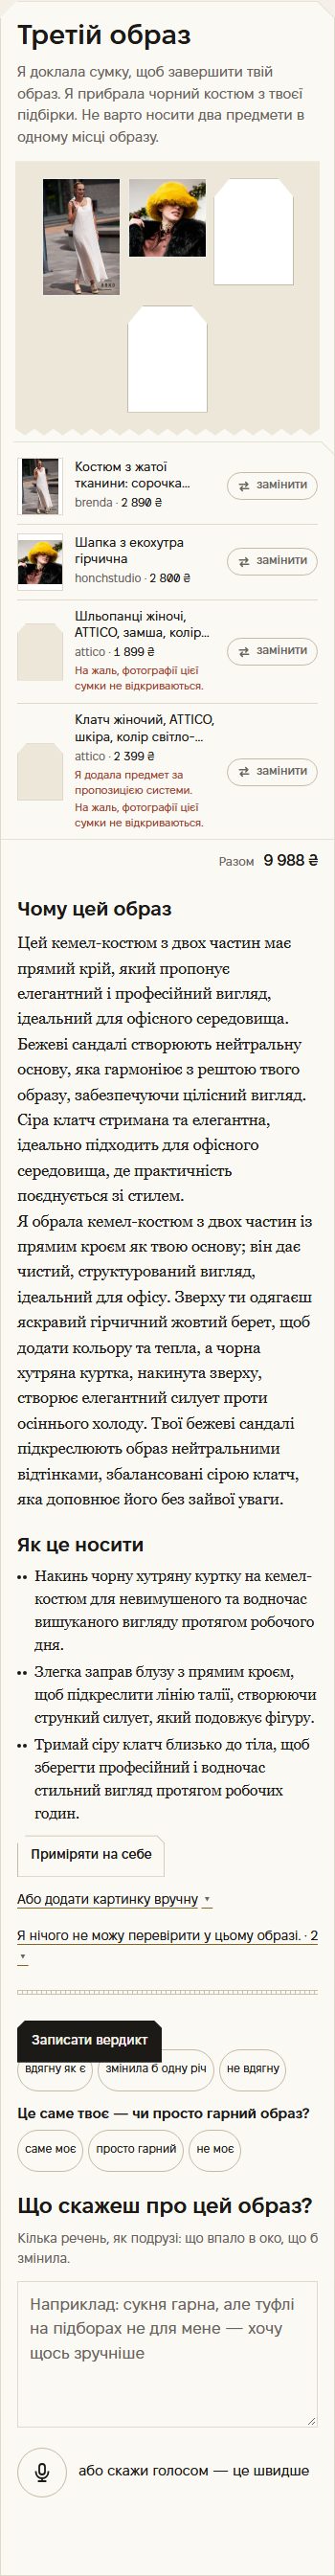 Третій образ
Я доклала сумку, щоб завершити твій
образ. Я прибрала чорний костюм з твоєї
підбірки. Не варто носити два предмети в
одному місці образу.
Костюм з жатої
тканини: сорочка...
brenda · 2 890 ₴
замінити
Шапка з екохутра
гірчична
honchstudio · 2 800 ₴
замінити
Шльопанці жіночі,
ATTICO, замша, колір...
attico · 1 899 ₴
На жаль, фотографії цієї
сумки не відкриваються.
замінити
Клатч жіночий, ATTICO,
шкіра, колір світло-...
attico · 2 399 ₴
Я додала предмет за
пропозицією системи.
На жаль, фотографії цієї
сумки не відкриваються.
замінити
Разом 9 988 ₴
Чому цей образ
Цей кемел-костюм з двох частин має
прямий крій, який пропонує
елегантний і професійний вигляд,
ідеальний для офісного середовища.
Бежеві сандалі створюють нейтральну
основу, яка гармоніює з рештою твого
образу, забезпечуючи цілісний вигляд.
Сіра клатч стримана та елегантна,
ідеально підходить для офісного
середовища, де практичність
поєднується зі стилем.
Я обрала кемел-костюм з двох частин із
прямим кроєм як твою основу; він дає
чистий, структурований вигляд,
ідеальний для офісу. Зверху ти одягаєш
яскравий гірчичний жовтий берет, щоб
додати кольору та тепла, а чорна
хутряна куртка, накинута зверху,
створює елегантний силует проти
осіннього холоду. Твої бежеві сандалі
підкреслюють образ нейтральними
відтінками, збалансовані сірою клатч,
яка доповнює його без зайвої уваги.
Як це носити
•• Накинь чорну хутряну куртку на кемел-
костюм для невимушеного та водночас
вишуканого вигляду протягом робочого
дня.
•• Злегка заправ блузу з прямим кроєм,
щоб підкреслити лінію талії, створюючи
стрункий силует, який подовжує фігуру.
•• Тримай сіру клатч близько до тіла, щоб
зберегти професійний і водночас
стильний вигляд протягом робочих
годин.
Приміряти на себе
Або додати картинку вручну
Я нічого не можу перевірити у цьому образі. · 2
Записати вердикт
вдягну як є
змінила б одну річ
не вдягну
Це саме твоє — чи просто гарний образ?
саме моє
просто гарний
не моє
Що скажеш про цей образ?
Кілька речень, як подрузі: що впало в око, що б
змінила.
Наприклад: сукня гарна, але туфлі
на підборах не для мене — хочу
щось зручніше
або скажи голосом — це швидше